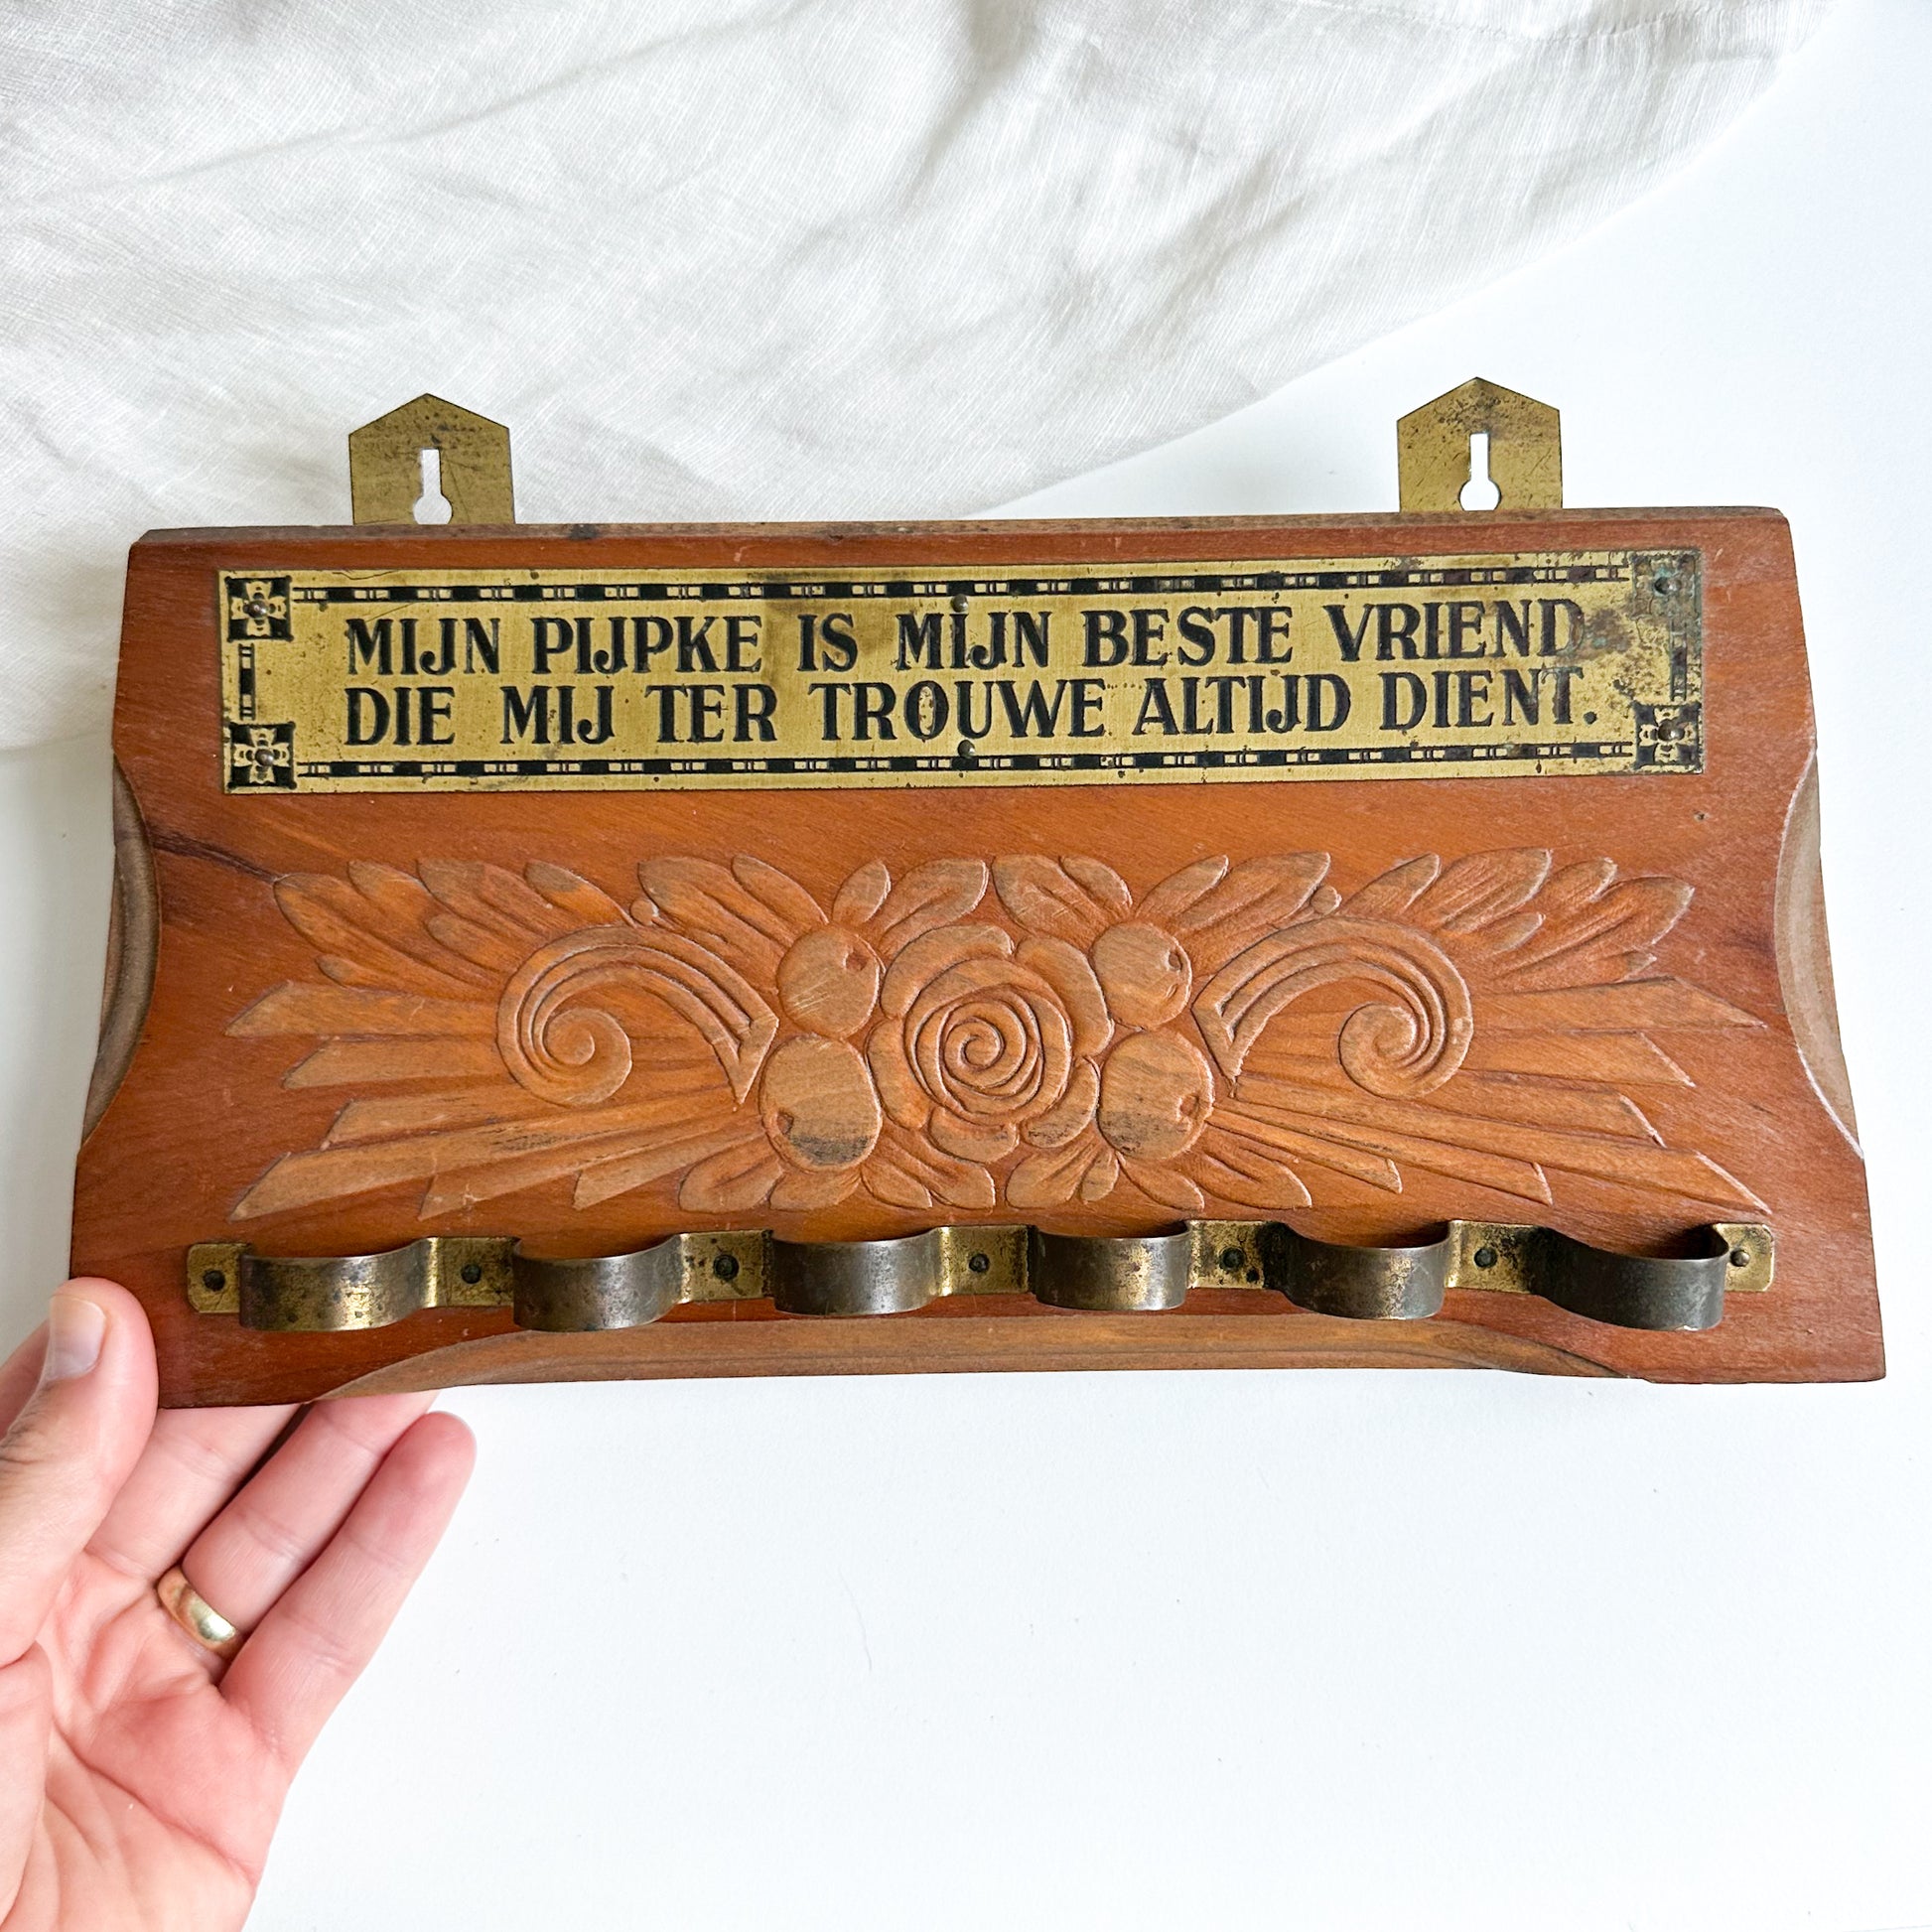 MIJN PIJPKE IS MIJN BESTE VRIEND
DIE MIJ TER TROUWE ALTIJD DIENT.